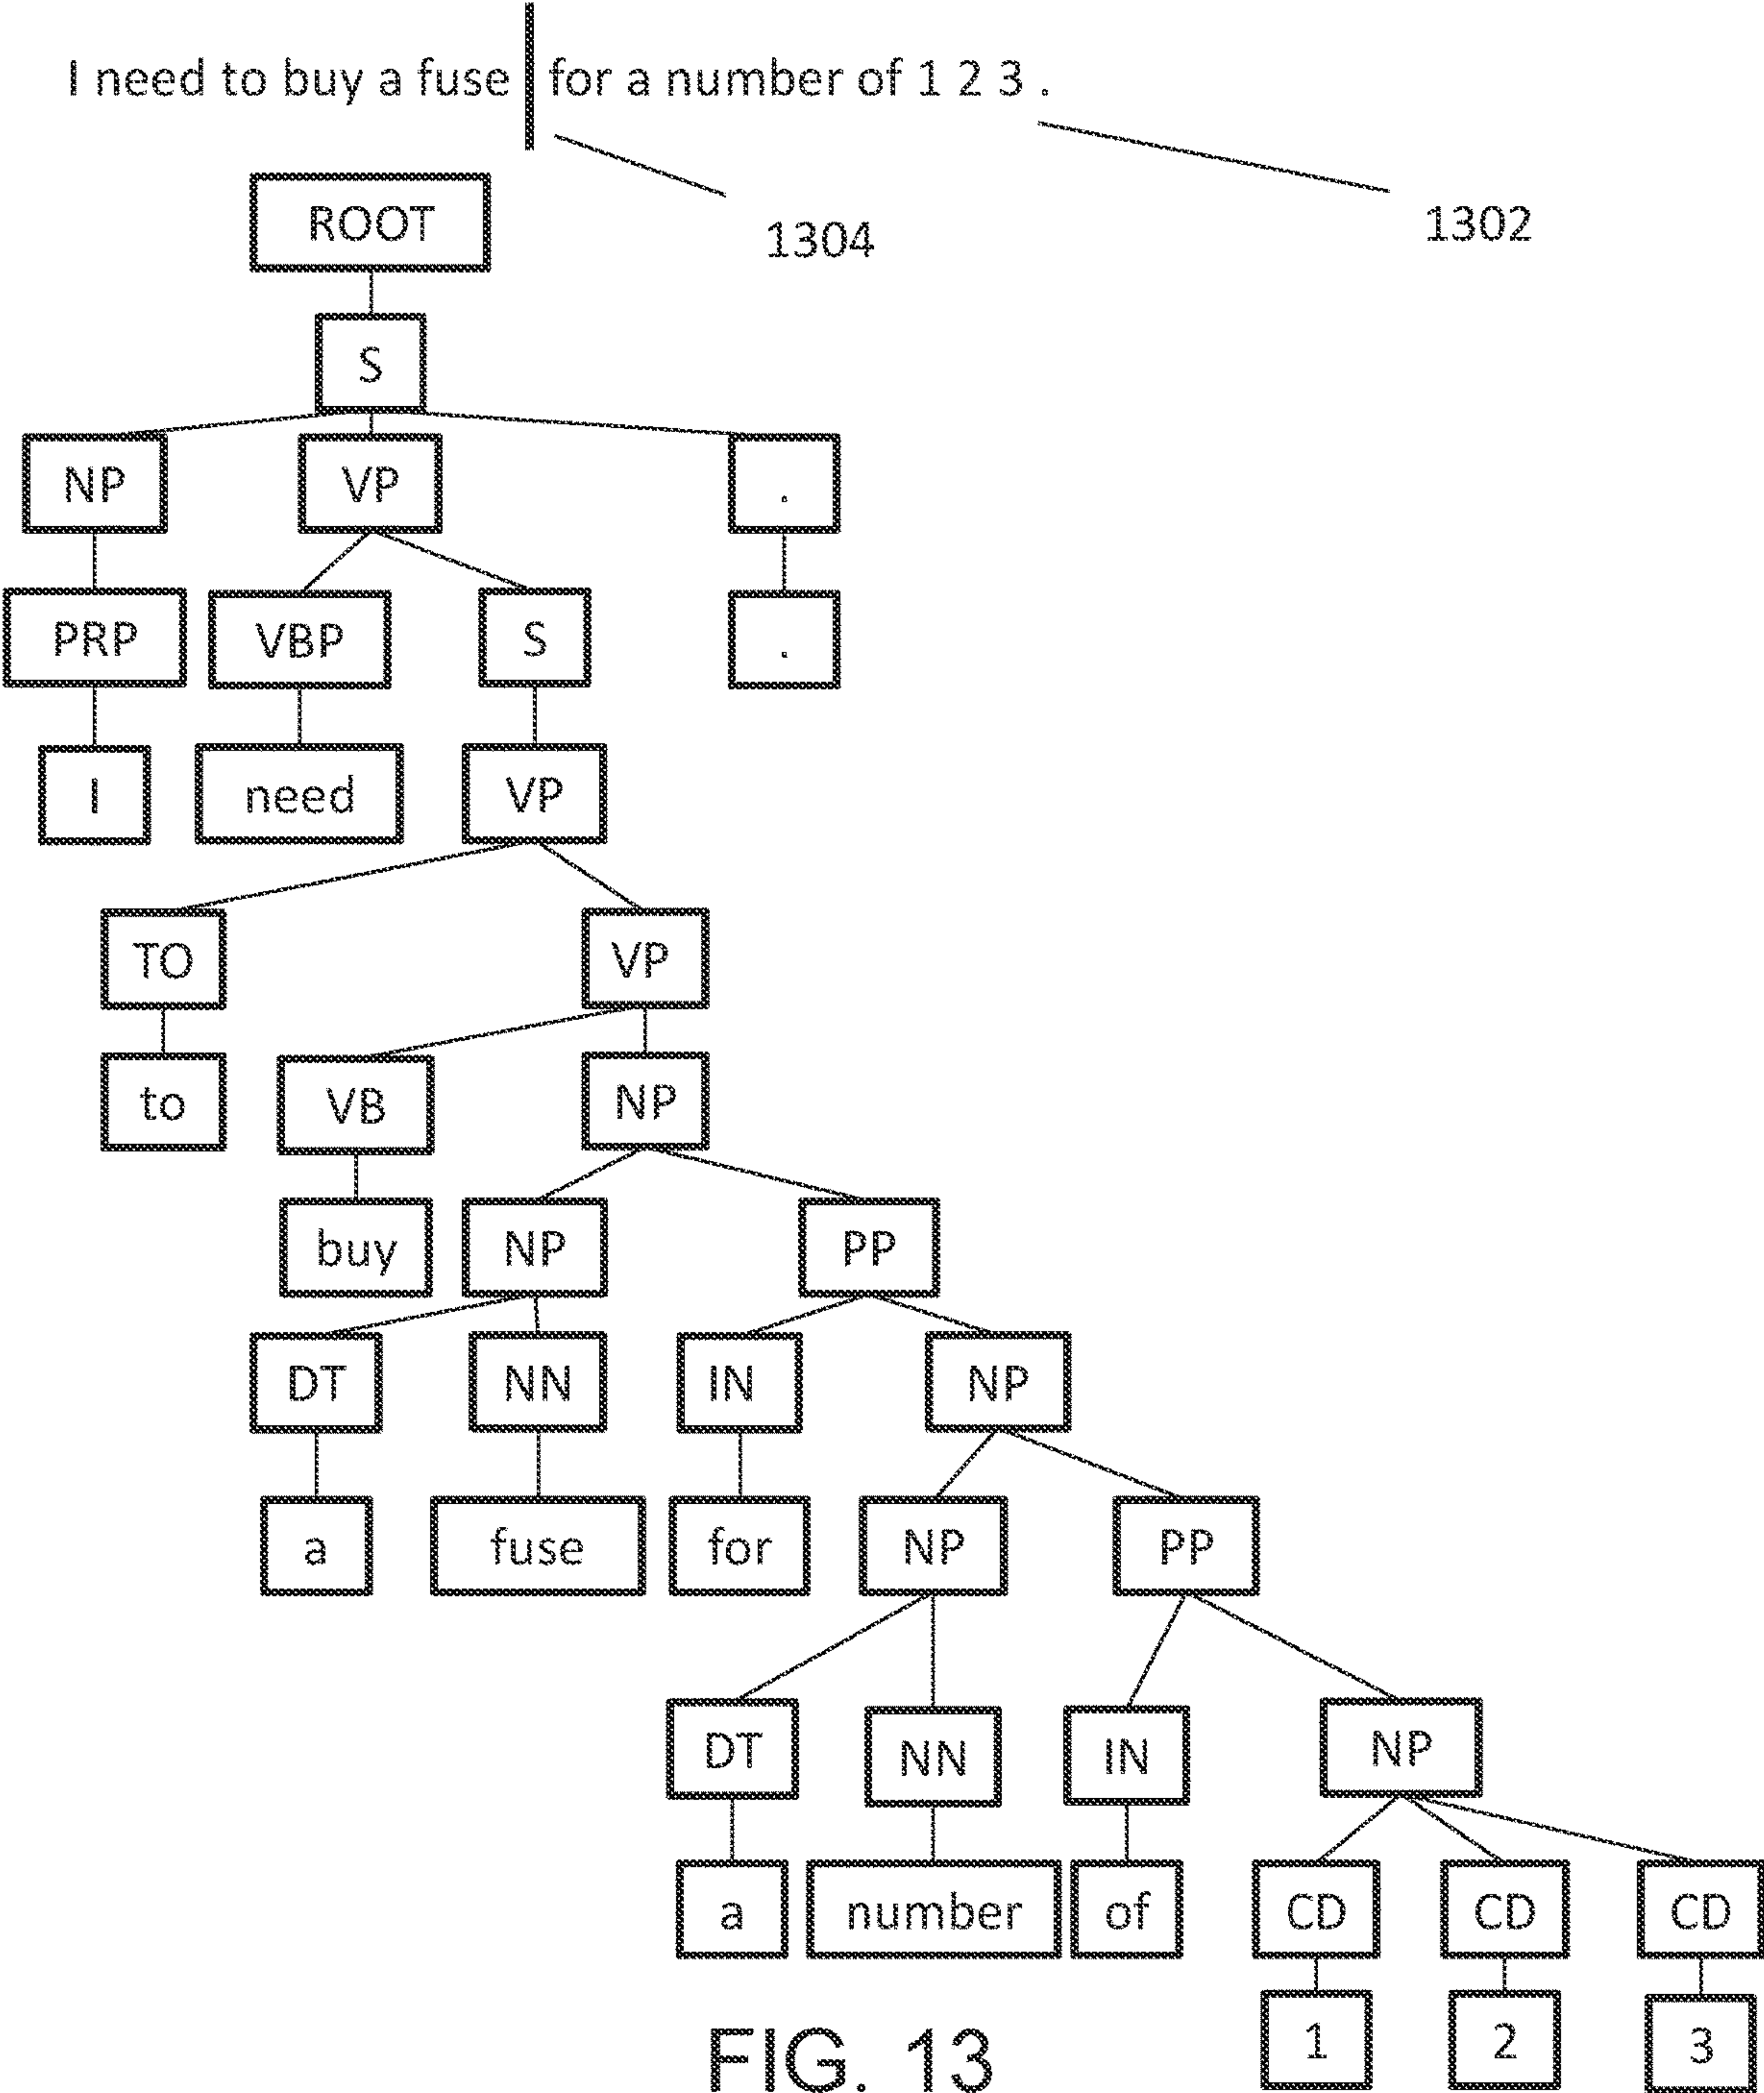 I need to buy a fuse for a number of 1 2 3 .
1304
1302
ROOT
S
NP VP .
PRP VBP S .
I need VP
TO VP
to VB NP
buy NP PP
DT NN IN NP
a fuse for NP PP
DT NN IN NP
a number of CD CD CD
1 2 3
FIG. 13